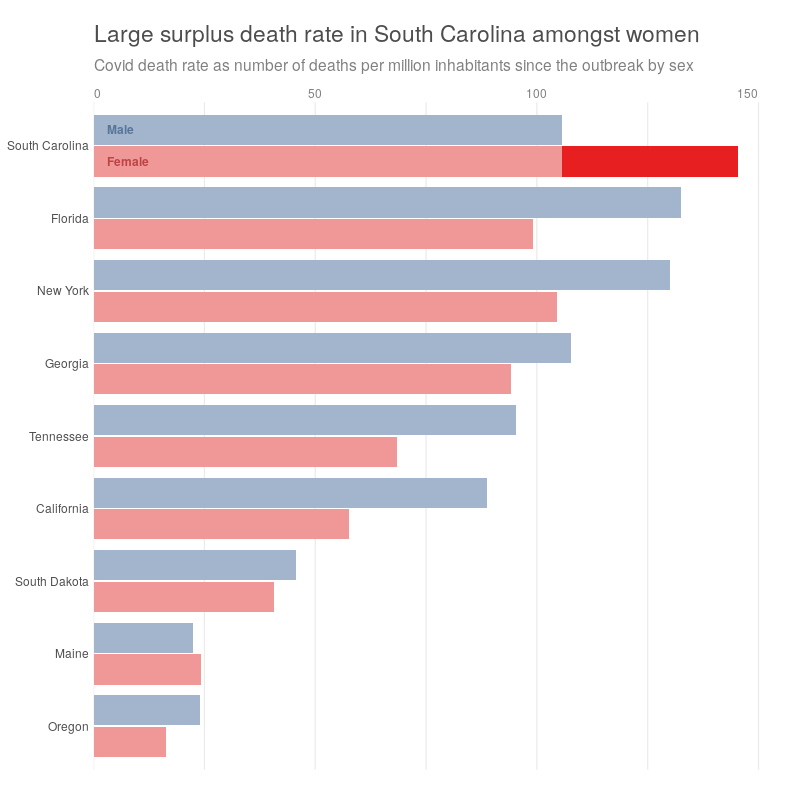 Large surplus death rate in South Carolina amongst women
Covid death rate as number of deaths per million inhabitants since the outbreak by sex
0 50 100 150
Male
South Carolina
Female
Florida
New York
Georgia
Tennessee
California
South Dakota
Maine
Oregon